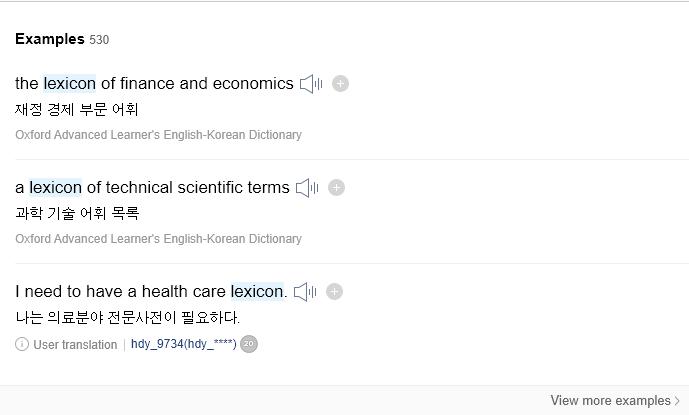 Examples 530
the lexicon of finance and economics
재정 경제 부문 어휘
Oxford Advanced Learner's English-Korean Dictionary
a lexicon of technical scientific terms
과학 기술 어휘 목록
Oxford Advanced Learner's English-Korean Dictionary
I need to have a health care lexicon.
나는 의료분야 전문사전이 필요하다.
User translation | hdy_9734(hdy_****) 20
View more examples >